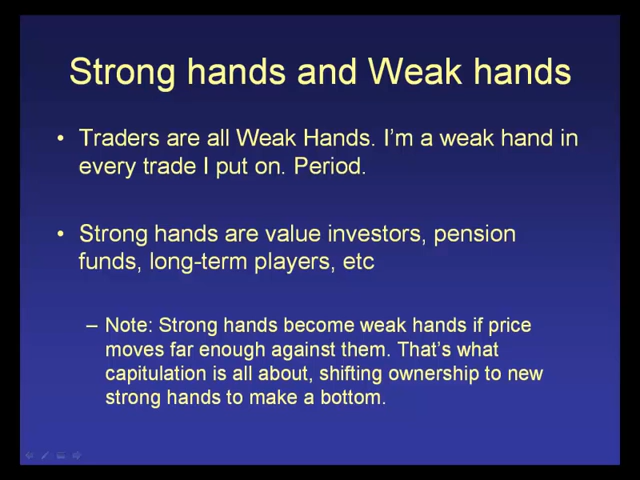 Strong hands and Weak hands
• Traders are all Weak Hands. I'm a weak hand in
every trade I put on. Period.
• Strong hands are value investors, pension
funds, long-term players, etc
– Note: Strong hands become weak hands if price
moves far enough against them. That's what
capitulation is all about, shifting ownership to new
strong hands to make a bottom.